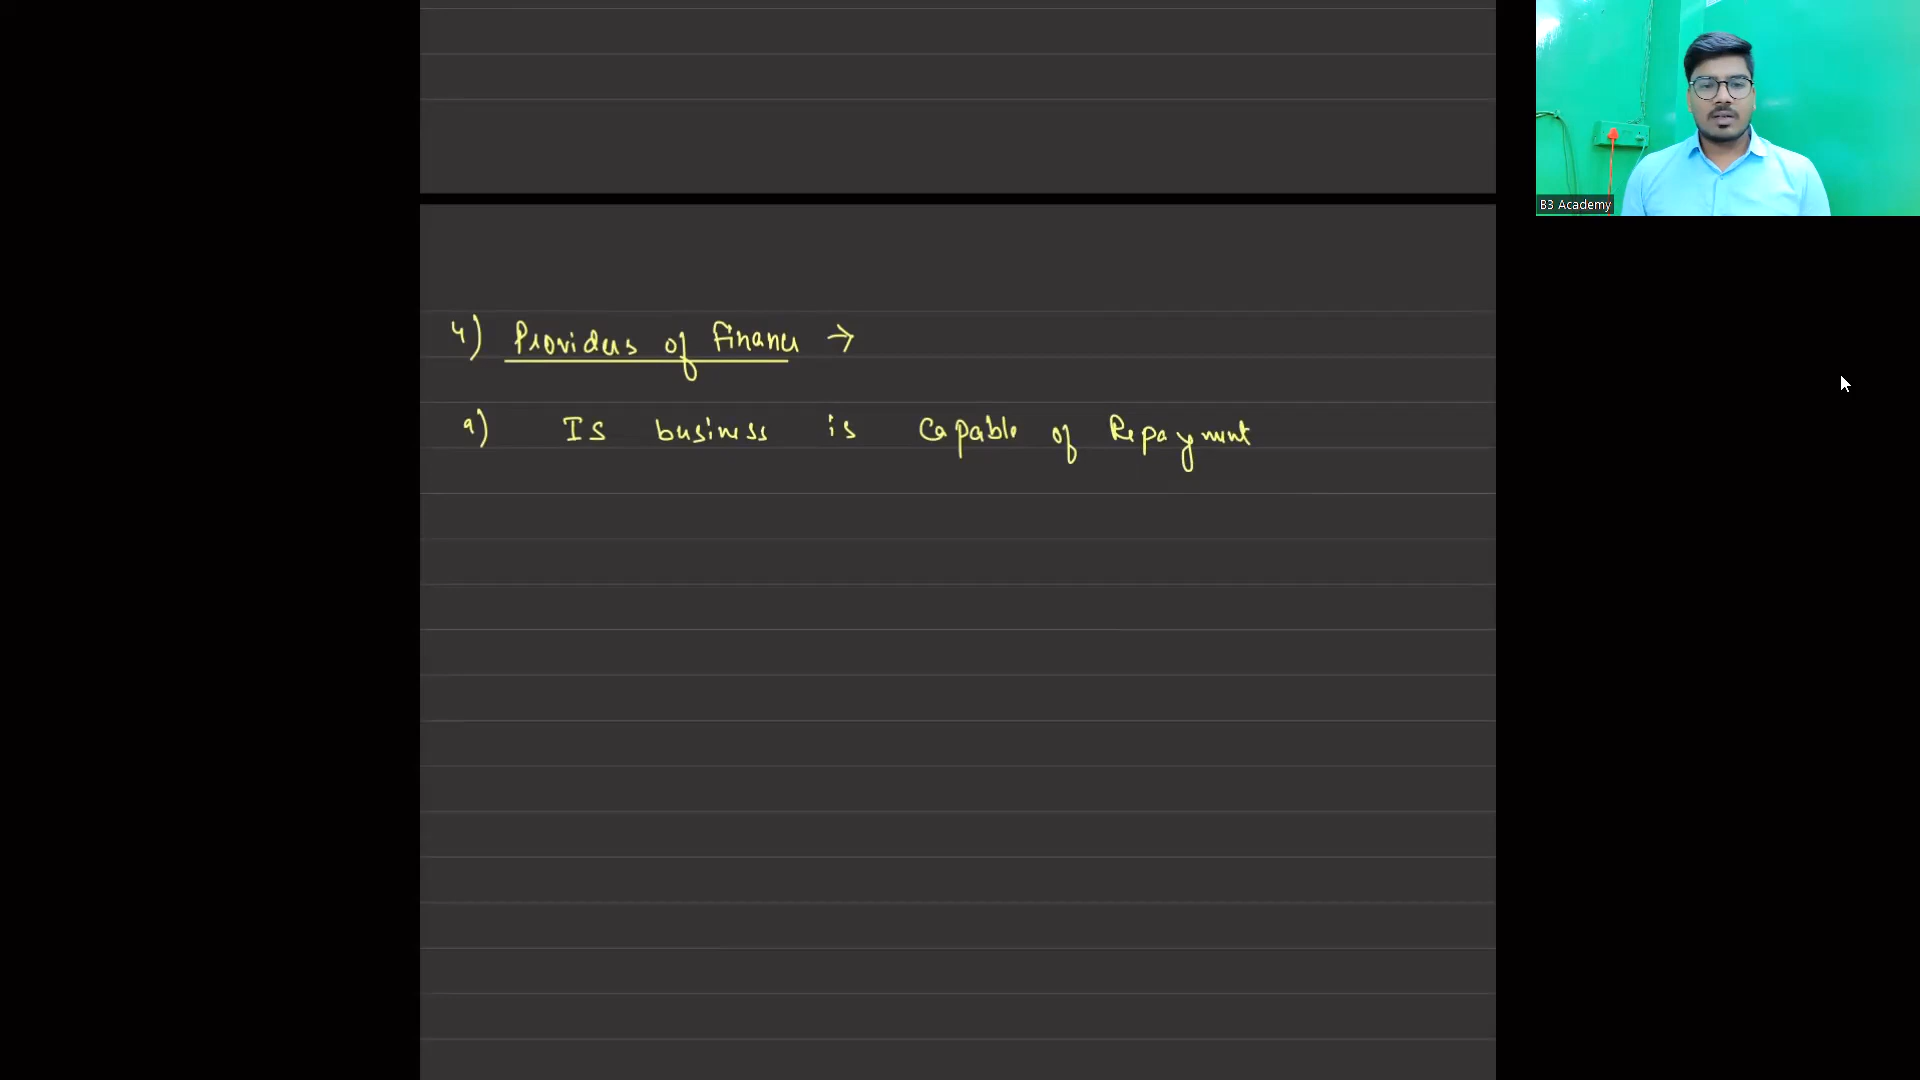 4) Providers of finance →
a) Is business is Capable of Repayment
B3 Academy